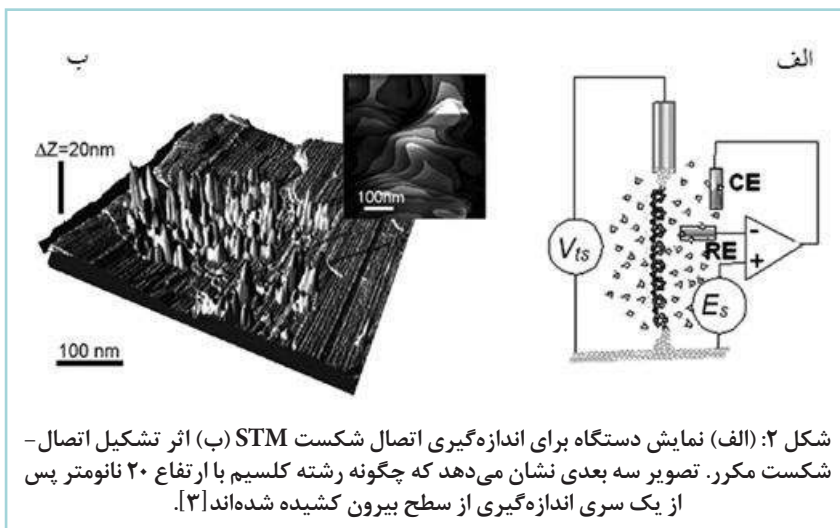 الف
ب
ΔZ=20nm
100nm
100 nm
CE
RE
-
+
Vts
Es
شکل ۲: (الف) نمایش دستگاه برای اندازه‌گیری اتصال شکست STM (ب) اثر تشکیل اتصال-
شکست مکرر. تصویر سه بعدی نشان می‌دهد که چگونه رشته کلسیم با ارتفاع ۲۰ نانومتر پس
از یک سری اندازه‌گیری از سطح بیرون کشیده شده‌اند[۳].